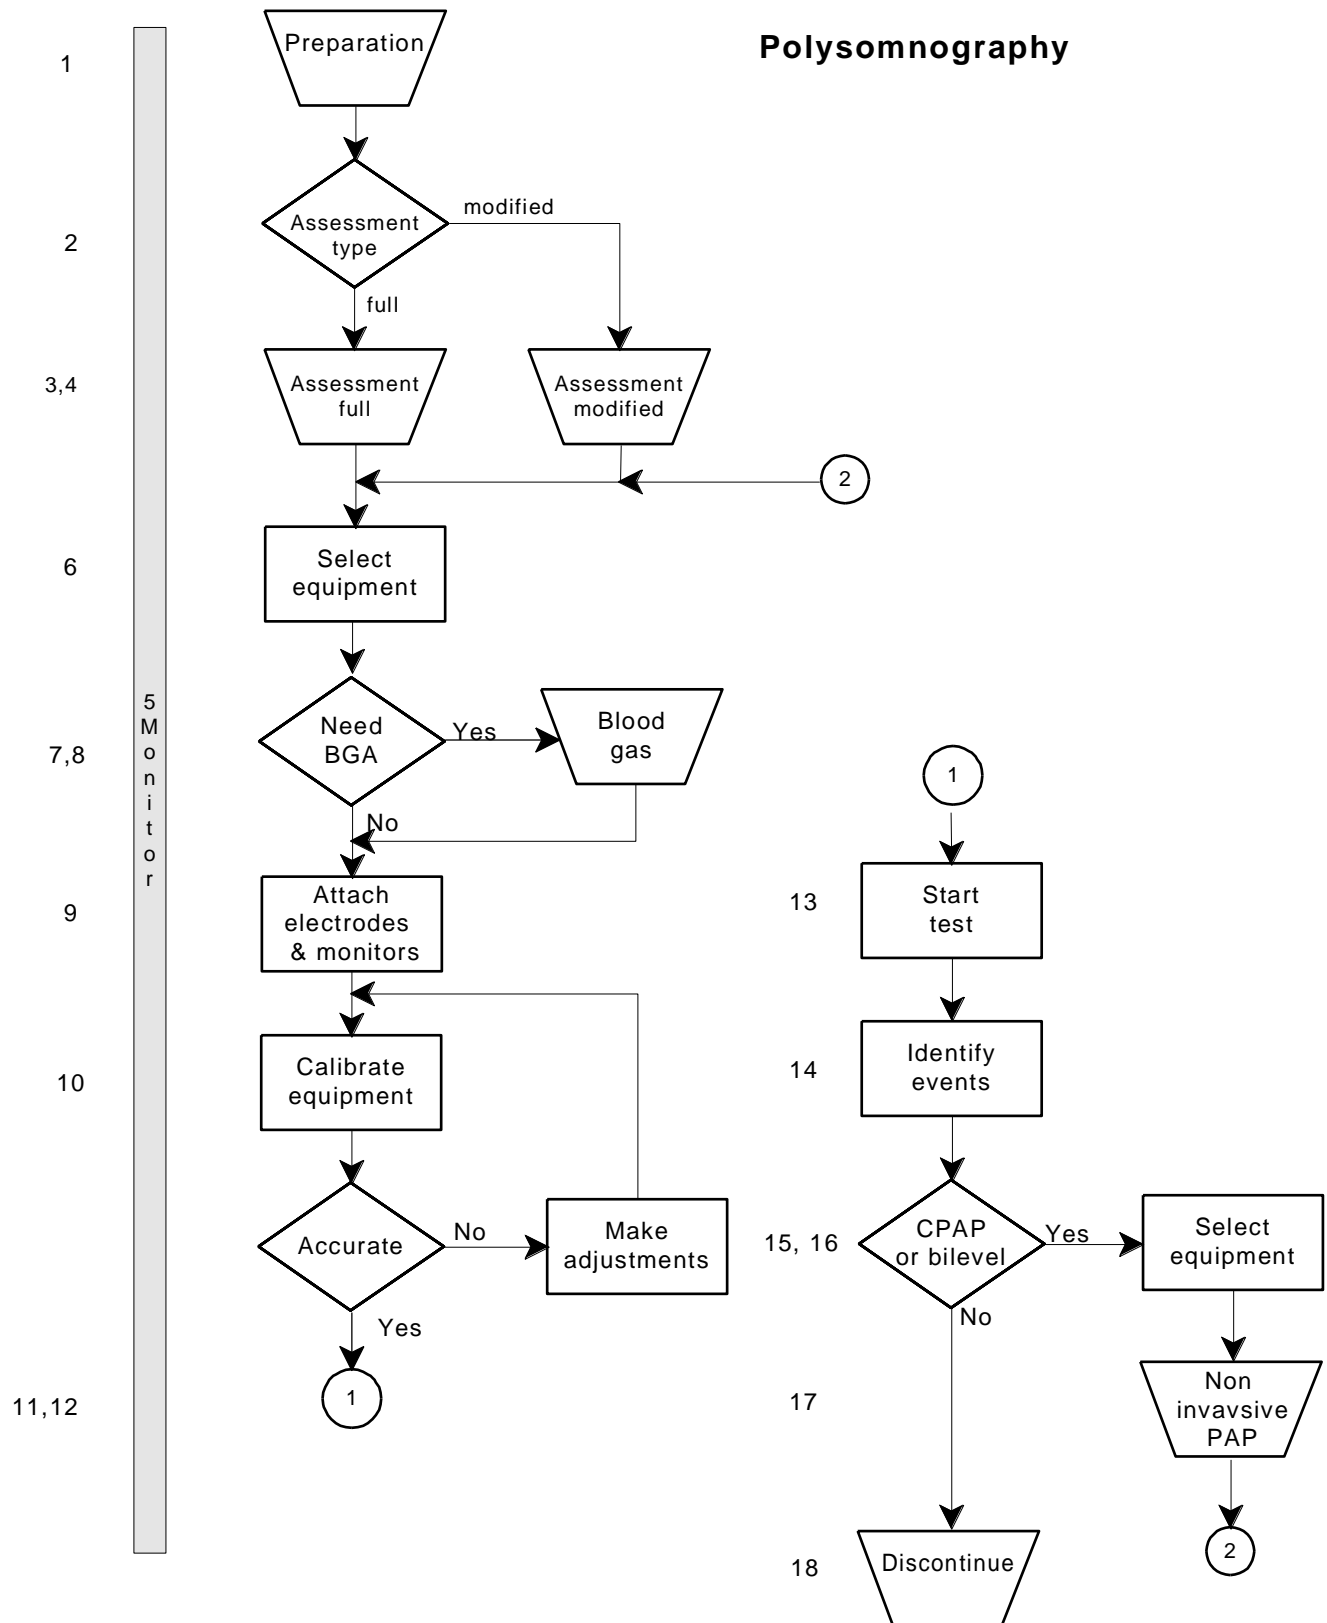 Polysomnography
1
Preparation
2
Assessment
type
modified
full
3,4
Assessment
full
Assessment
modified
2
6
Select
equipment
5
M
o
n
i
t
o
r
7,8
Need
BGA
Yes
Blood
gas
No
9
Attach
electrodes
& monitors
10
Calibrate
equipment
Accurate
No
Make
adjustments
Yes
11,12
1
1
13
Start
test
14
Identify
events
15, 16
CPAP
or bilevel
Yes
Select
equipment
No
17
Non
invavsive
PAP
2
18
Discontinue